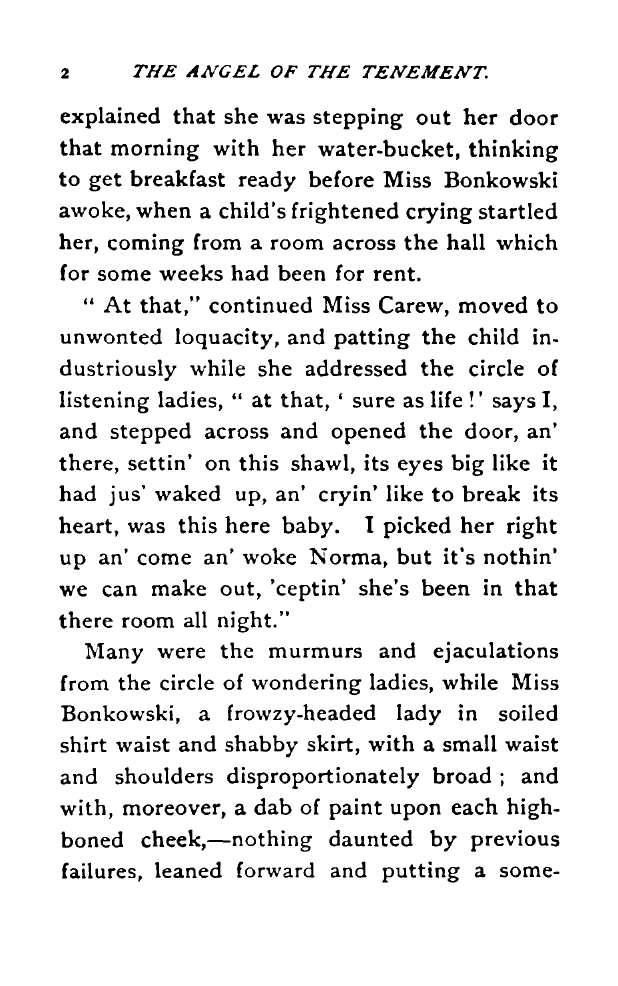 2 THE ANGEL OF THE TENEMENT.
explained that she was stepping out her door
that morning with her water-bucket, thinking
to get breakfast ready before Miss Bonkowski
awoke, when a child's frightened crying startled
her, coming from a room across the hall which
for some weeks had been for rent.
“ At that,” continued Miss Carew, moved to
unwonted loquacity, and patting the child in-
dustriously while she addressed the circle of
listening ladies, “ at that, ‘ sure as life !’ says I,
and stepped across and opened the door, an’
there, settin’ on this shawl, its eyes big like it
had jus’ waked up, an’ cryin’ like to break its
heart, was this here baby. I picked her right
up an’ come an’ woke Norma, but it's nothin’
we can make out, ’ceptin’ she's been in that
there room all night.”
Many were the murmurs and ejaculations
from the circle of wondering ladies, while Miss
Bonkowski, a frowzy-headed lady in soiled
shirt waist and shabby skirt, with a small waist
and shoulders disproportionately broad ; and
with, moreover, a dab of paint upon each high-
boned cheek,—nothing daunted by previous
failures, leaned forward and putting a some-